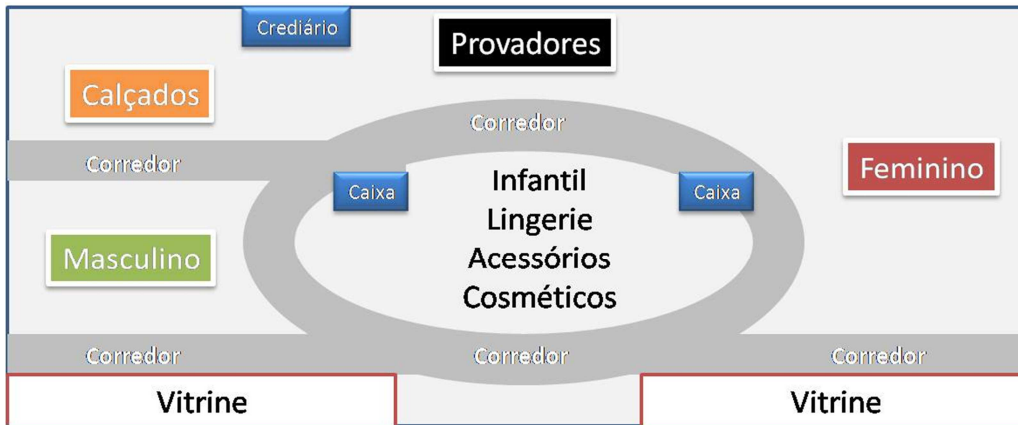 Crediário
Provadores
Calçados
Corredor
Corredor
Caixa
Infantil
Lingerie
Acessórios
Cosméticos
Caixa
Feminino
Masculino
Corredor
Corredor
Corredor
Vitrine
Vitrine